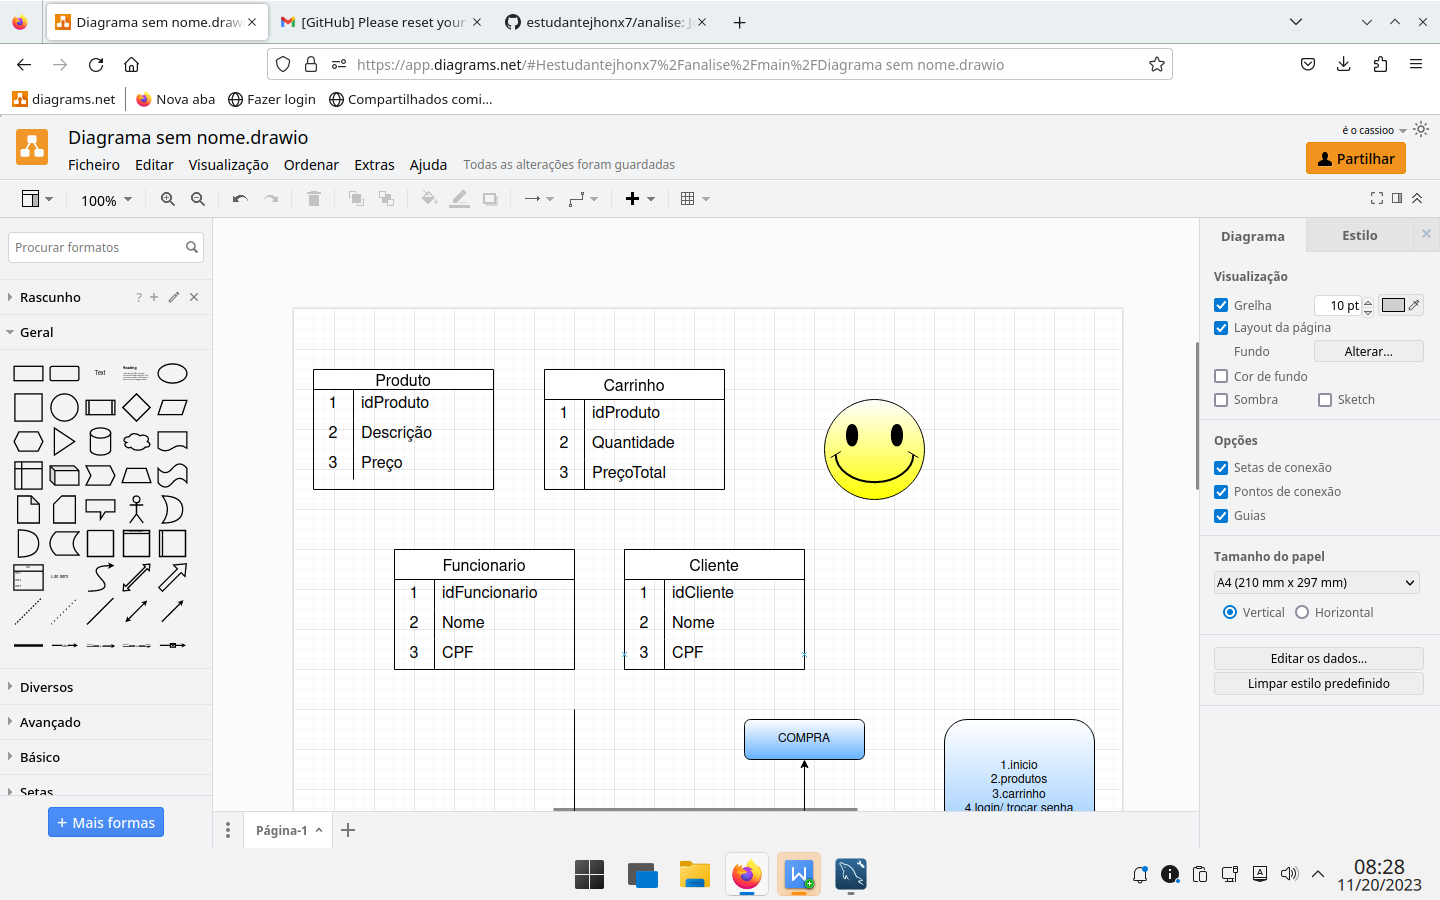 Diagrama sem nome.draw
[GitHub] Please reset your
estudantejhonx7/analise: J
https://app.diagrams.net/#Hestudantejhonx7%2Fanalise%2Fmain%2FDiagrama sem nome.drawio
diagrams.net
Nova aba
Fazer login
Compartilhados comi...
Diagrama sem nome.drawio
é o cassioo
Ficheiro
Editar
Visualização
Ordenar
Extras
Ajuda
Todas as alterações foram guardadas
Partilhar
100%
Procurar formatos
Rascunho
?
Geral
Text
Heading
Diversos
Avançado
Básico
Setas
+ Mais formas
Produto
1 idProduto
2 Descrição
3 Preço
Carrinho
1 idProduto
2 Quantidade
3 PreçoTotal
Funcionario
1 idFuncionario
2 Nome
3 CPF
Cliente
1 idCliente
2 Nome
3 CPF
COMPRA
1.inicio
2.produtos
3.carrinho
4.login/ trocar senha
Página-1
Diagrama
Estilo
Visualização
Grelha
10 pt
Layout da página
Fundo
Alterar...
Cor de fundo
Sombra
Sketch
Opções
Setas de conexão
Pontos de conexão
Guias
Tamanho do papel
A4 (210 mm x 297 mm)
Vertical
Horizontal
Editar os dados...
Limpar estilo predefinido
08:28
11/20/2023